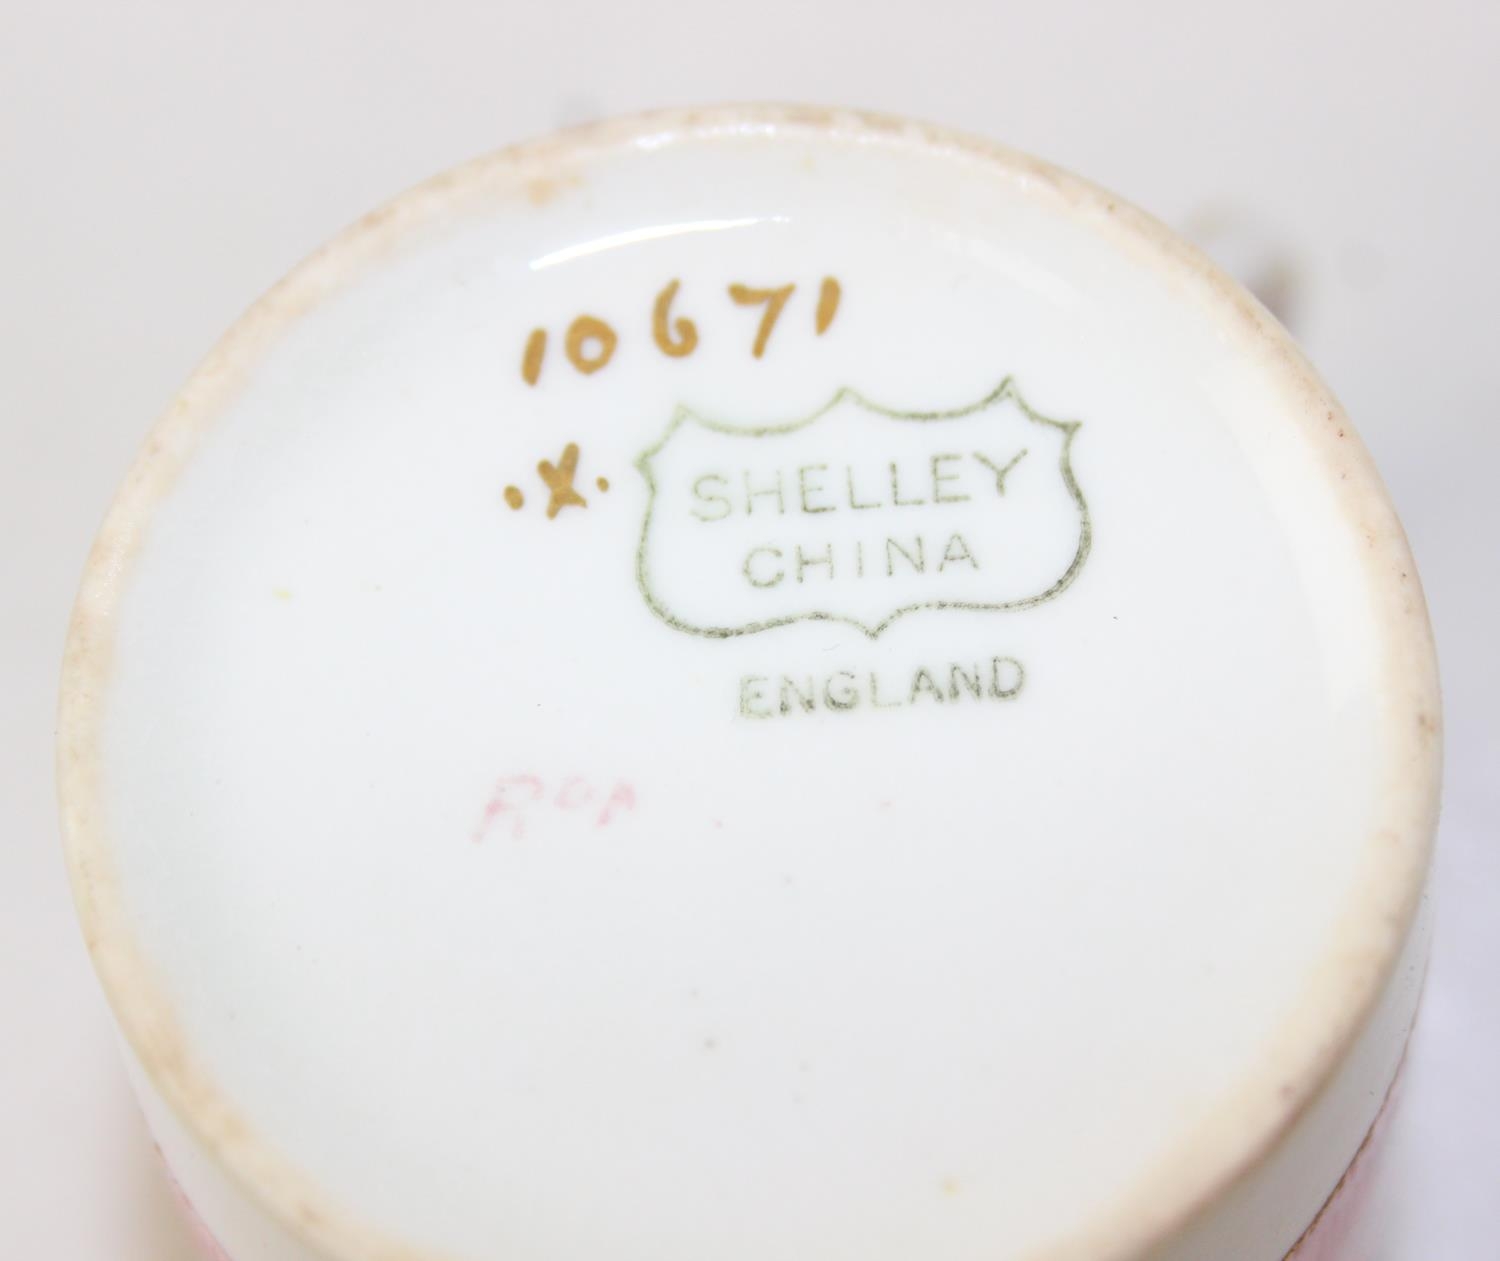 10671
.X.
SHELLEY
CHINA
ENGLAND